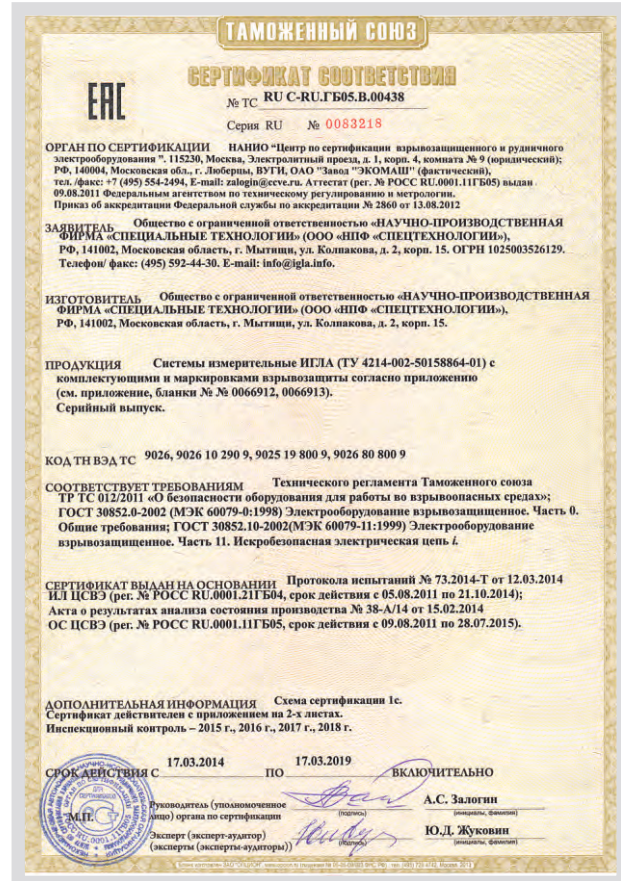 ТАМОЖЕННЫЙ СОЮЗ
СЕРТИФИКАТ СООТВЕТСТВИЯ
ЕАС
№ ТС RU C-RU.ГБ05.В.00438
Серия RU № 0083218
ОРГАН ПО СЕРТИФИКАЦИИ НАНИО "Центр по сертификации взрывозащищенного и рудничного
электрооборудования ". 115230, Москва, Электролитный проезд, д. 1, корп. 4, комната № 9 (юридический);
РФ, 140004, Московская обл., г. Люберцы, ВУГИ, ОАО "Завод "ЭКОМАШ" (фактический),
тел. /факс: +7 (495) 554-2494, E-mail: zalogin@ccve.ru. Аттестат (рег. № РОСС RU.0001.11ГБ05) выдан
09.08.2011 Федеральным агентством по техническому регулированию и метрологии.
Приказ об аккредитации Федеральной службы по аккредитации № 2860 от 13.08.2012
ЗАЯВИТЕЛЬ Общество с ограниченной ответственностью «НАУЧНО-ПРОИЗВОДСТВЕННАЯ
ФИРМА «СПЕЦИАЛЬНЫЕ ТЕХНОЛОГИИ» (ООО «НПФ «СПЕЦТЕХНОЛОГИИ»),
РФ, 141002, Московская область, г. Мытищи, ул. Колпакова, д. 2, корп. 15. ОГРН 1025003526129.
Телефон/ факс: (495) 592-44-30. E-mail: info@igla.info.
ИЗГОТОВИТЕЛЬ Общество с ограниченной ответственностью «НАУЧНО-ПРОИЗВОДСТВЕННАЯ
ФИРМА «СПЕЦИАЛЬНЫЕ ТЕХНОЛОГИИ» (ООО «НПФ «СПЕЦТЕХНОЛОГИИ»),
РФ, 141002, Московская область, г. Мытищи, ул. Колпакова, д. 2, корп. 15.
ПРОДУКЦИЯ Системы измерительные ИГЛА (ТУ 4214-002-50158864-01) с
комплектующими и маркировками взрывозащиты согласно приложению
(см. приложение, бланки № № 0066912, 0066913).
Серийный выпуск.
КОД ТН ВЭД ТС 9026, 9026 10 290 9, 9025 19 800 9, 9026 80 800 9
СООТВЕТСТВУЕТ ТРЕБОВАНИЯМ Технического регламента Таможенного союза
ТР ТС 012/2011 «О безопасности оборудования для работы во взрывоопасных средах»;
ГОСТ 30852.0-2002 (МЭК 60079-0:1998) Электрооборудование взрывозащищенное. Часть 0.
Общие требования; ГОСТ 30852.10-2002(МЭК 60079-11:1999) Электрооборудование
взрывозащищенное. Часть 11. Искробезопасная электрическая цепь i.
СЕРТИФИКАТ ВЫДАН НА ОСНОВАНИИ Протокола испытаний № 73.2014-Т от 12.03.2014
ИЛ ЦСВЭ (рег. № РОСС RU.0001.21ГБ04, срок действия с 05.08.2011 по 21.10.2014);
Акта о результатах анализа состояния производства № 38-А/14 от 15.02.2014
ОС ЦСВЭ (рег. № РОСС RU.0001.11ГБ05, срок действия с 09.08.2011 по 28.07.2015).
ДОПОЛНИТЕЛЬНАЯ ИНФОРМАЦИЯ Схема сертификации 1с.
Сертификат действителен с приложением на 2-х листах.
Инспекционный контроль – 2015 г., 2016 г., 2017 г., 2018 г.
СРОК ДЕЙСТВИЯ С 17.03.2014 ПО 17.03.2019 ВКЛЮЧИТЕЛЬНО
М.П.
Руководитель (уполномоченное
лицо) органа по сертификации
(подпись)
А.С. Залогин
(инициалы, фамилия)
Эксперт (эксперт-аудитор)
(эксперты (эксперты-аудиторы))
(подпись)
Ю.Д. Жуковин
(инициалы, фамилия)